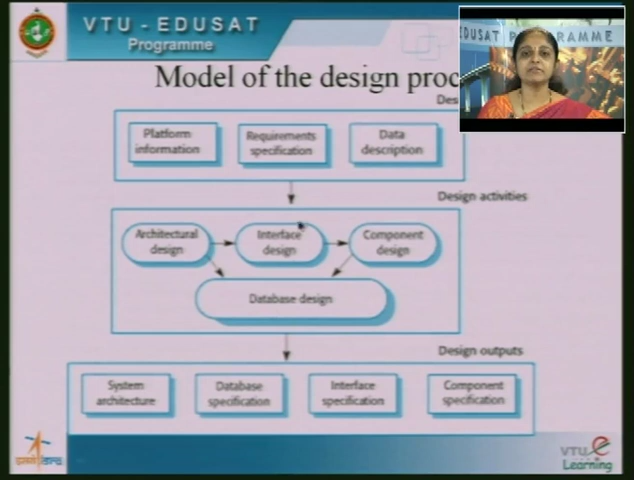 VTU - EDUSAT
Programme
EDUSAT PROGRAMME
Model of the design proc
Des
Platform
information
Requirements
specification
Data
description
Design activities
Architectural
design
Interface
design
Component
design
Database design
Design outputs
System
architecture
Database
specification
Interface
specification
Component
specification
VTU e
Learning